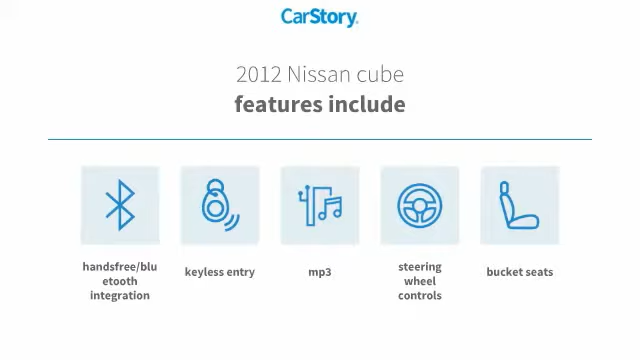 CarStory.
2012 Nissan cube
features include
handsfree/blu
etooth
integration
keyless entry
mp3
steering
wheel
controls
bucket seats